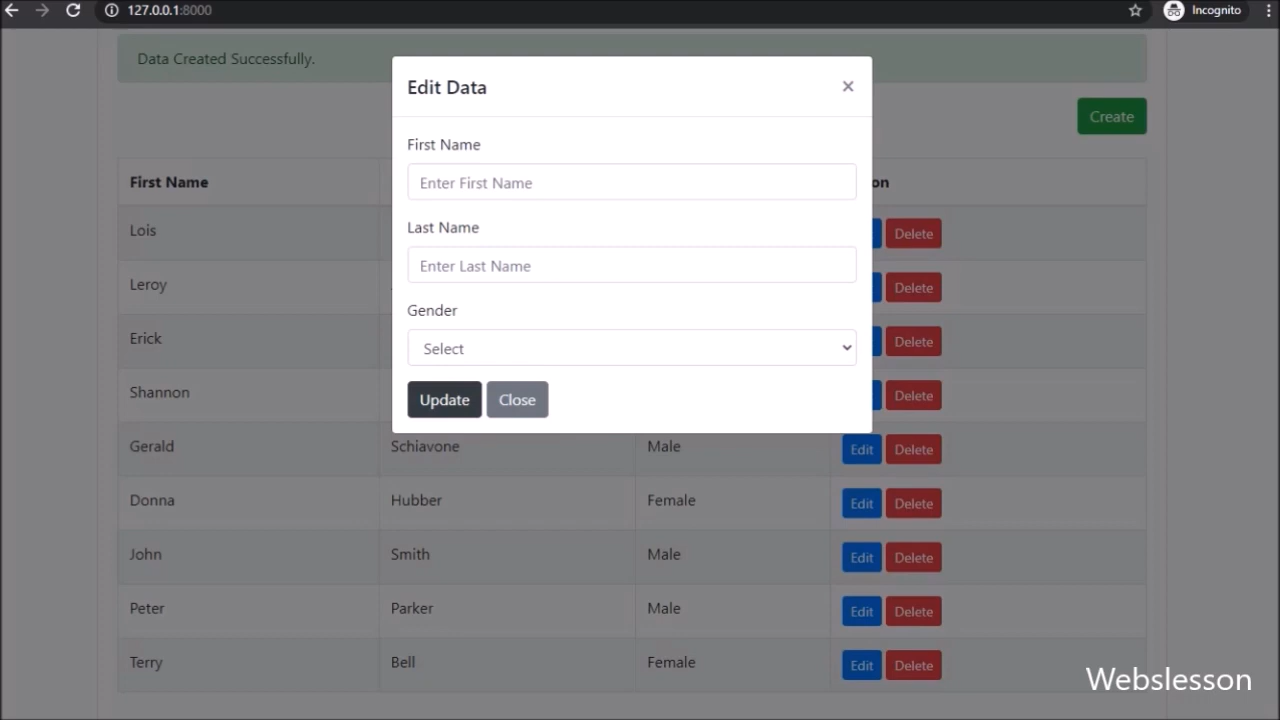 127.0.0.1:8000
Incognito
Data Created Successfully.
Edit Data ×
Create
First Name
Enter First Name
Last Name
Enter Last Name
Gender
Select
Update Close
First Name
Lois Delete
Leroy Delete
Erick Delete
Shannon Delete
Gerald Schiavone Male Edit Delete
Donna Hubber Female Edit Delete
John Smith Male Edit Delete
Peter Parker Male Edit Delete
Terry Bell Female Edit Delete
Webslesson